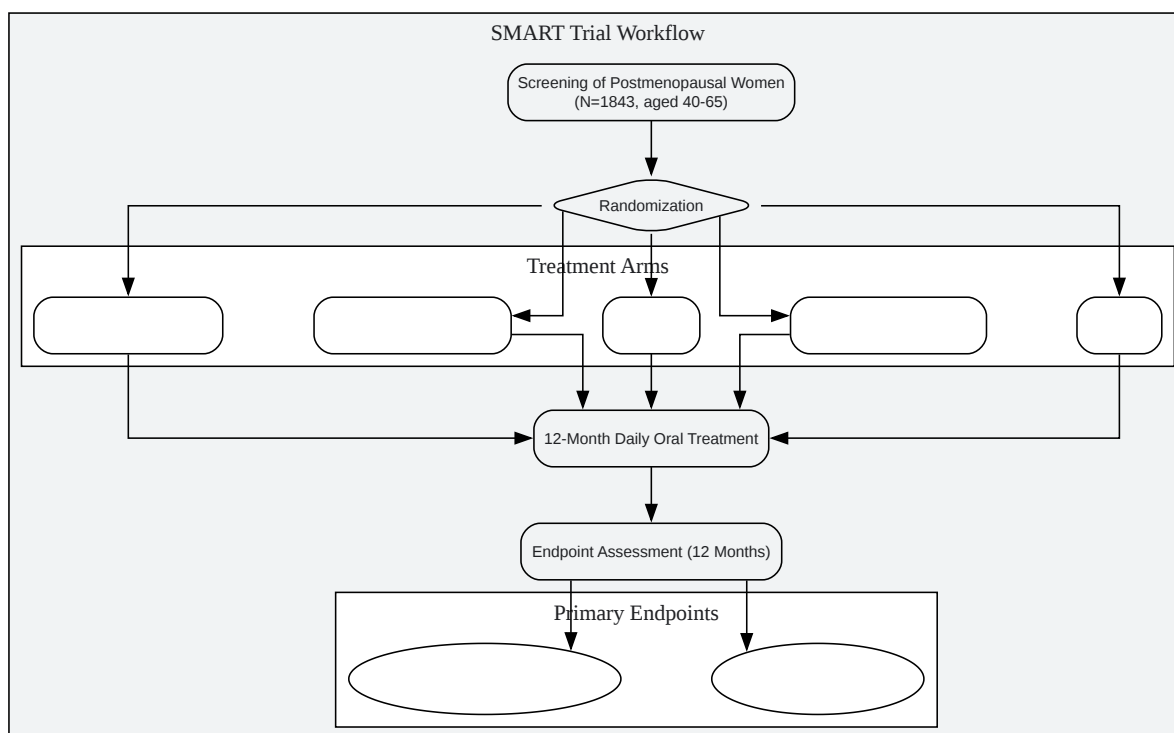 SMART Trial Workflow
Screening of Postmenopausal Women
(N=1843, aged 40-65)
Randomization
Treatment Arms
12-Month Daily Oral Treatment
Endpoint Assessment (12 Months)
Primary Endpoints